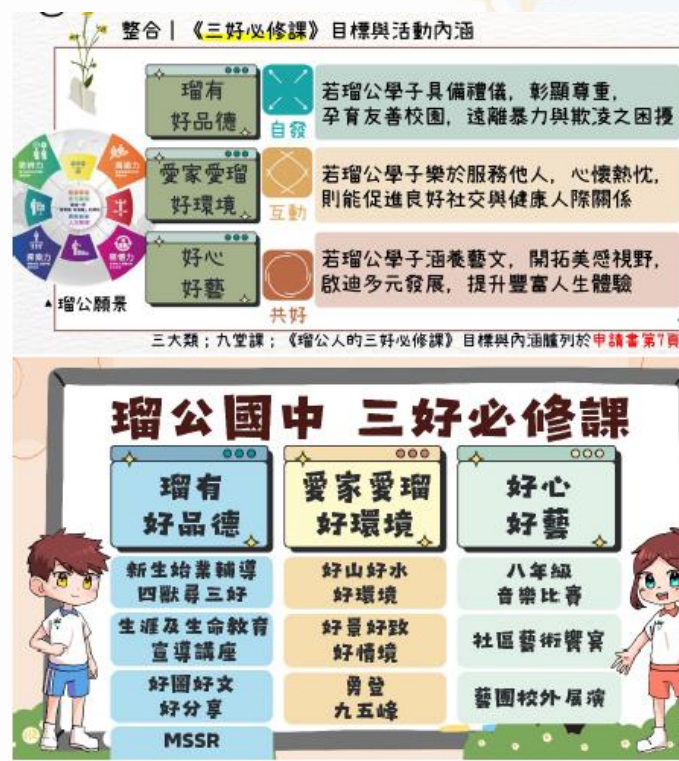 整合｜《三好必修課》目標與活動內涵
瑠有
好品德
自發
若瑠公學子具備禮儀，彰顯尊重，
孕育友善校園，遠離暴力與欺凌之困擾
愛家愛瑠
好環境
互動
若瑠公學子樂於服務他人，心懷熱忱，
則能促進良好社交與健康人際關係
好心
好藝
共好
若瑠公學子涵養藝文，開拓美感視野，
啟迪多元發展，提升豐富人生體驗
▲瑠公願景
三大類；九堂課；《瑠公人的三好必修課》目標與內涵臚列於申請書第7頁
瑠公國中 三好必修課
瑠有
好品德
愛家愛瑠
好環境
好心
好藝
新生始業輔導
四獸尋三好
好山好水
好環境
八年級
音樂比賽
生涯及生命教育
宣導講座
好景好致
好情境
社區藝術饗宴
好圖好文
好分享
勇登
九五峰
藝團校外展演
MSSR